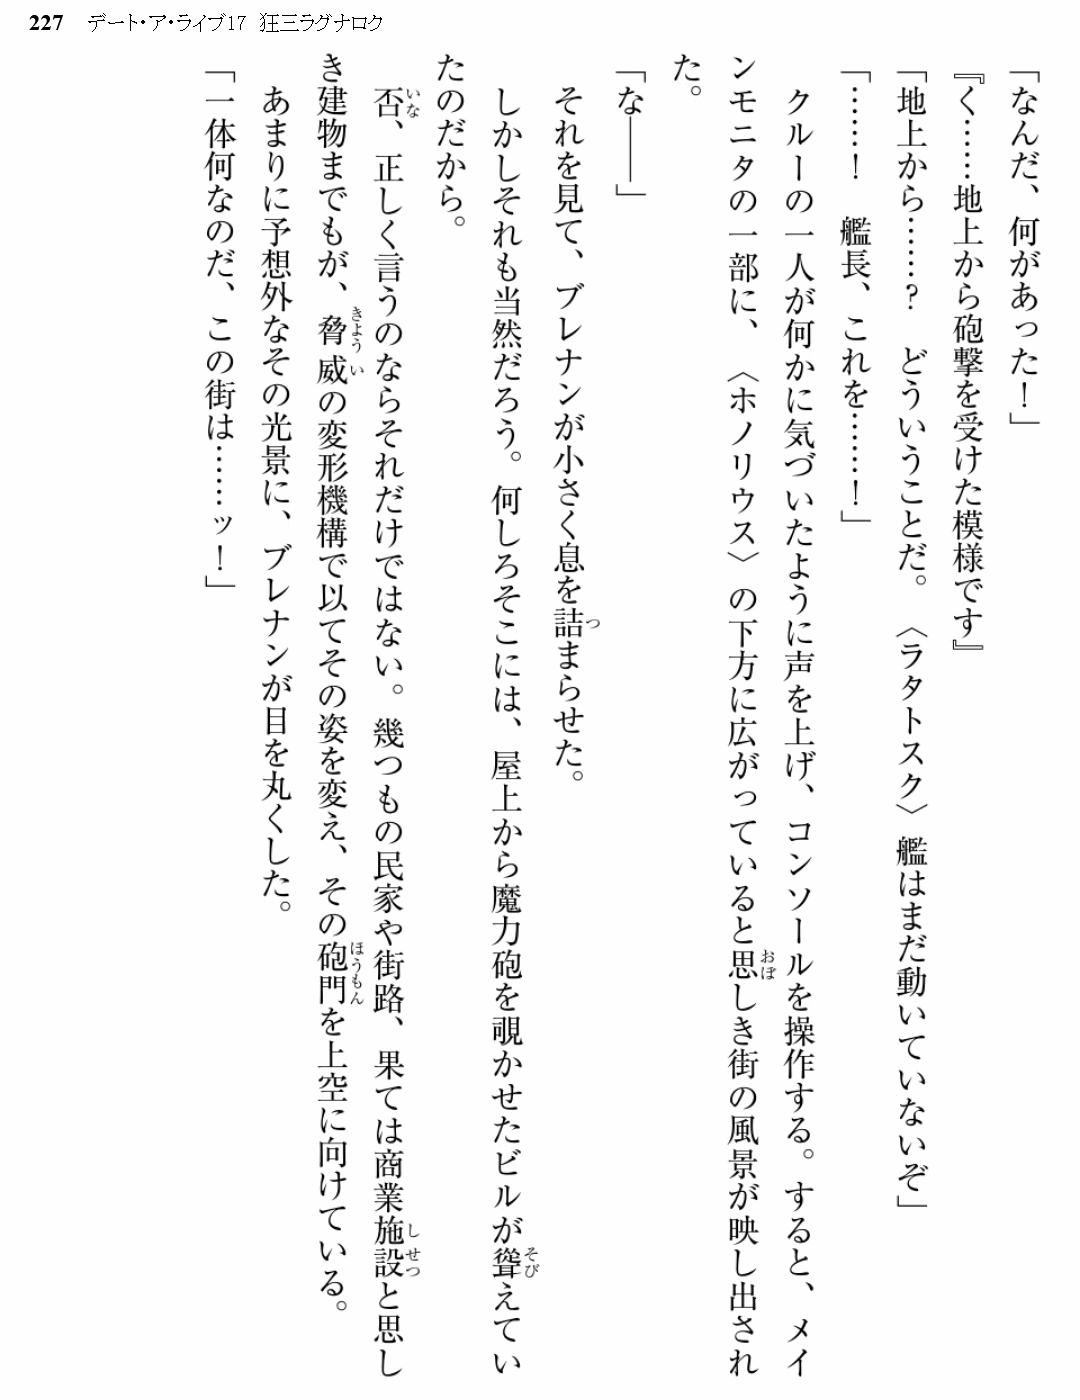 227 デート・ア・ライブ17 狂三ラグナロク
「なんだ、何があった！」
『く……地上から砲撃を受けた模様です』
「地上から……？　どういうことだ。〈ラタトスク〉艦はまだ動いていないぞ」
「……！　艦長、これを……！」
クルーの一人が何かに気づいたように声を上げ、コンソールを操作する。すると、メイ
ンモニタの一部に、〈ホノリウス〉の下方に広がっていると思しき街の風景が映し出され
た。
「な――」
それを見て、ブレナンが小さく息を詰まらせた。
しかしそれも当然だろう。何しろそこには、屋上から魔力砲を覗かせたビルが聳えてい
たのだから。
否、正しく言うのならそれだけではない。幾つもの民家や街路、果ては商業施設と思し
き建物までもが、脅威の変形機構で以てその姿を変え、その砲門を上空に向けている。
あまりに予想外なその光景に、ブレナンが目を丸くした。
「一体何なのだ、この街は……ッ！」